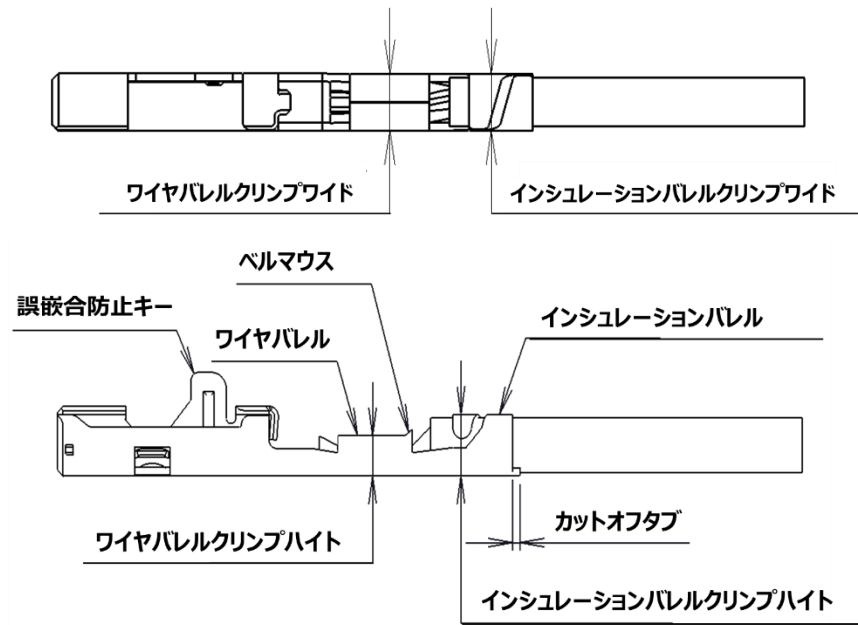 ワイヤバレルクリンプワイド
インシュレーションバレルクリンプワイド
ベルマウス
誤嵌合防止キー
ワイヤバレル
インシュレーションバレル
カットオフタブ
ワイヤバレルクリンプハイト
インシュレーションバレルクリンプハイト